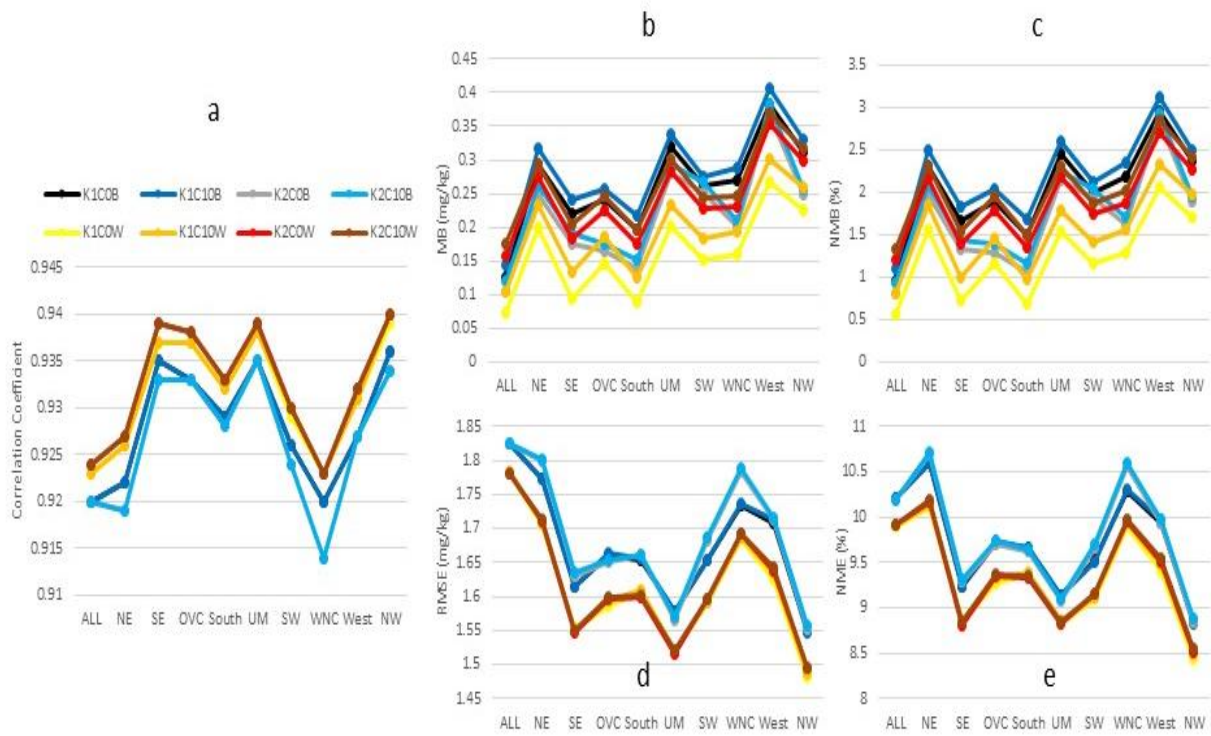 a
K1C0B K1C10B K2C0B K2C10B
K1C0W K1C10W K2C0W K2C10W
Correlation Coefficient
0.945
0.94
0.935
0.93
0.925
0.92
0.915
0.91
ALL NE SE OVC South UM SW WNC West NW
b
MB (mg/kg)
0.45
0.4
0.35
0.3
0.25
0.2
0.15
0.1
0.05
0
ALL NE SE OVC South UM SW WNC West NW
c
NMB (%)
3.5
3
2.5
2
1.5
1
0.5
0
ALL NE SE OVC South UM SW WNC West NW
RMSE (mg/kg)
1.85
1.8
1.75
1.7
1.65
1.6
1.55
1.5
1.45
d
ALL NE SE OVC South UM SW WNC West NW
NME (%)
11
10.5
10
9.5
9
8.5
8
e
ALL NE SE OVC South UM SW WNC West NW